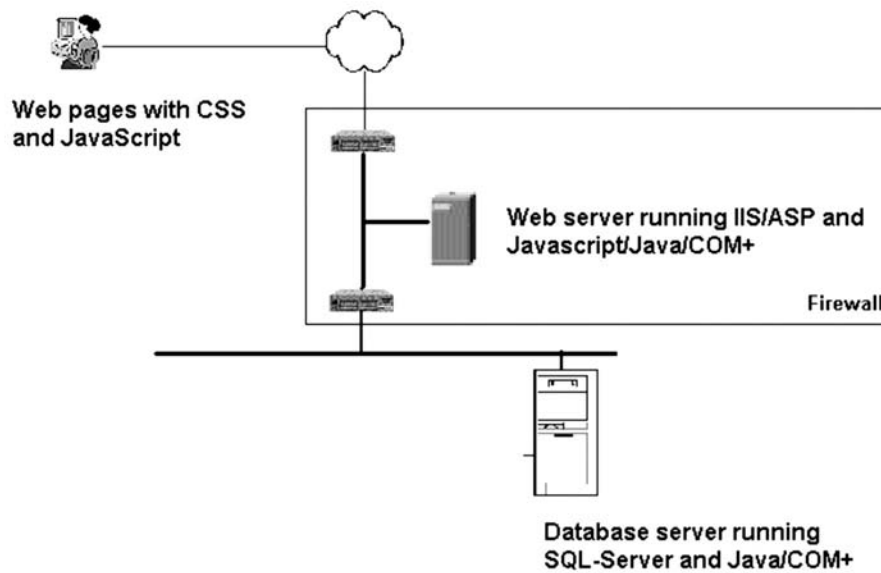 Web pages with CSS
and JavaScript
Web server running IIS/ASP and
Javascript/Java/COM+
Firewall
Database server running
SQL-Server and Java/COM+